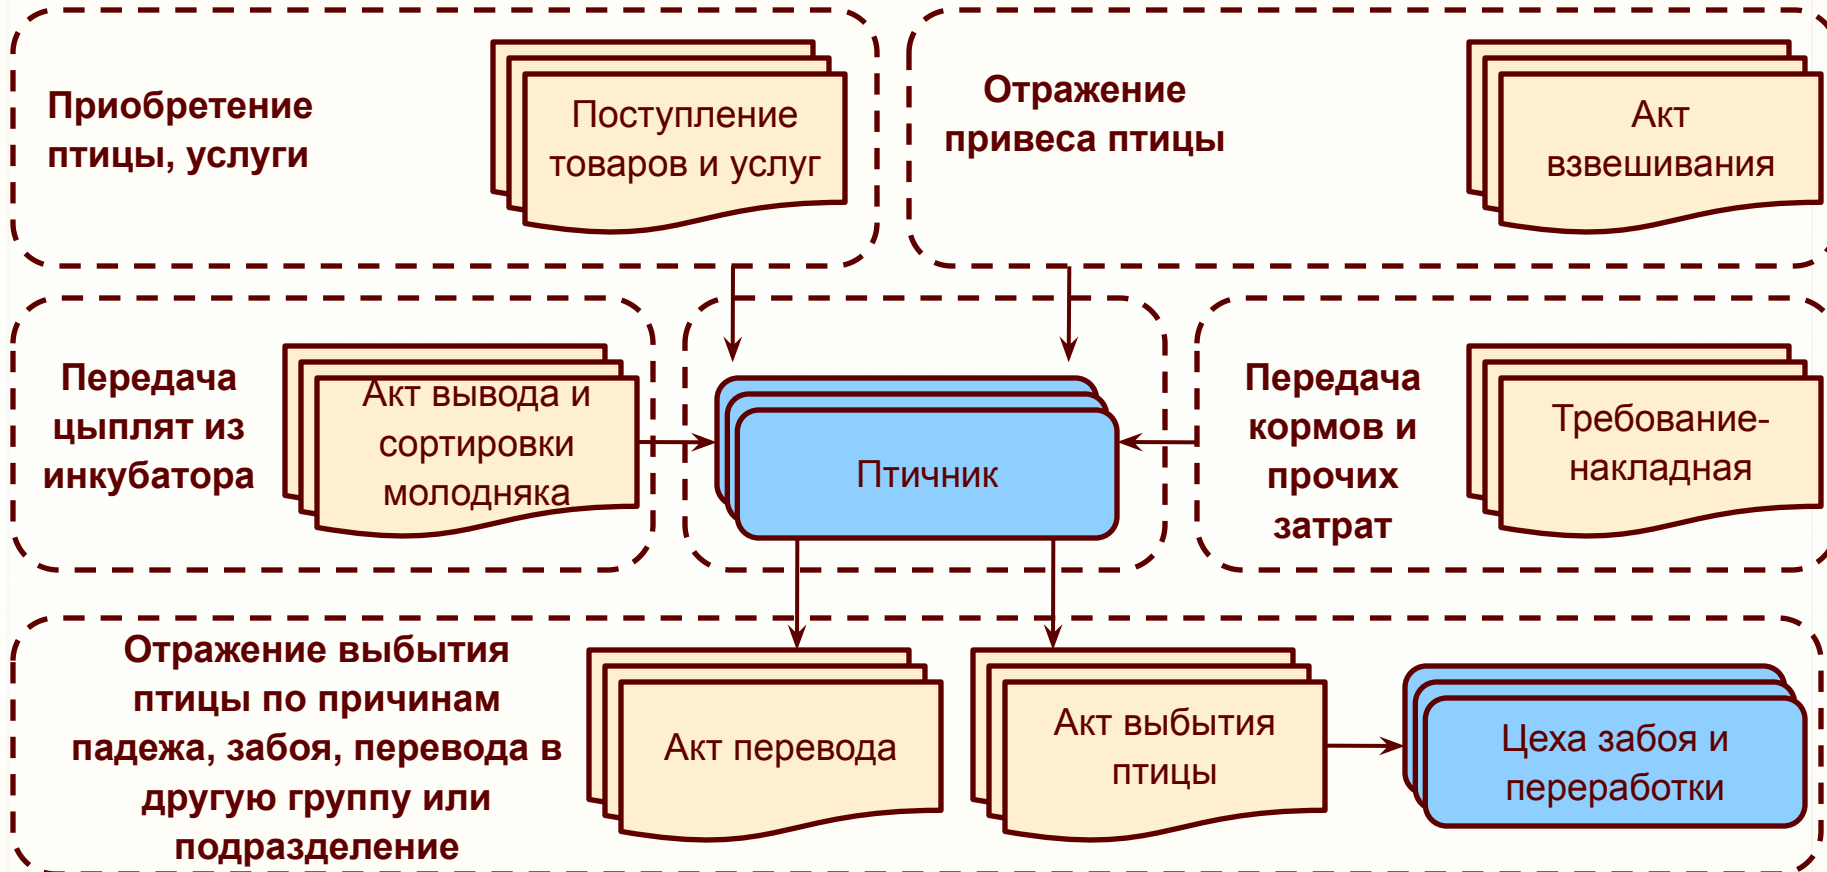 Приобретение
птицы, услуги
Поступление
товаров и услуг
Отражение
привеса птицы
Акт
взвешивания
Передача
цыплят из
инкубатора
Акт вывода и
сортировки
молодняка
Птичник
Передача
кормов и
прочих
затрат
Требование-
накладная
Отражение выбытия
птицы по причинам
падежа, забоя, перевода в
другую группу или
подразделение
Акт перевода
Акт выбытия
птицы
Цеха забоя и
переработки